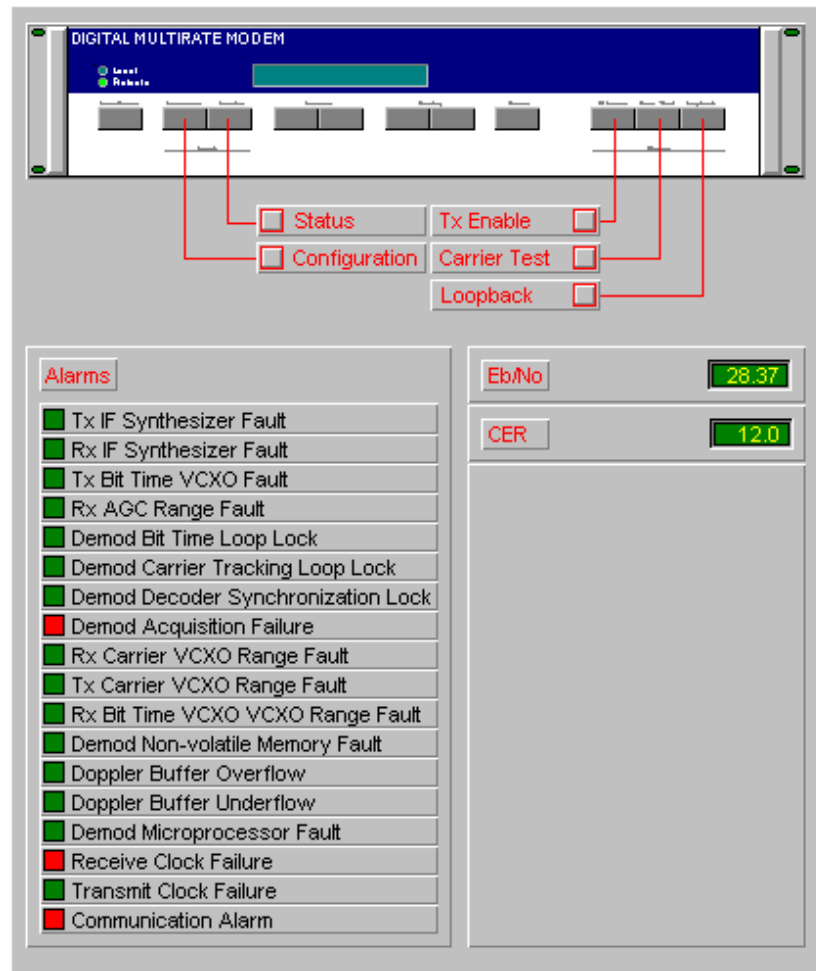 DIGITAL MULTIRATE MODEM
Local
Remote
Status
Tx Enable
Configuration
Carrier Test
Loopback
Alarms
Tx IF Synthesizer Fault
Rx IF Synthesizer Fault
Tx Bit Time VCXO Fault
Rx AGC Range Fault
Demod Bit Time Loop Lock
Demod Carrier Tracking Loop Lock
Demod Decoder Synchronization Lock
Demod Acquisition Failure
Rx Carrier VCXO Range Fault
Tx Carrier VCXO Range Fault
Rx Bit Time VCXO VCXO Range Fault
Demod Non-volatile Memory Fault
Doppler Buffer Overflow
Doppler Buffer Underflow
Demod Microprocessor Fault
Receive Clock Failure
Transmit Clock Failure
Communication Alarm
Eb/No 28.37
CER 12.0